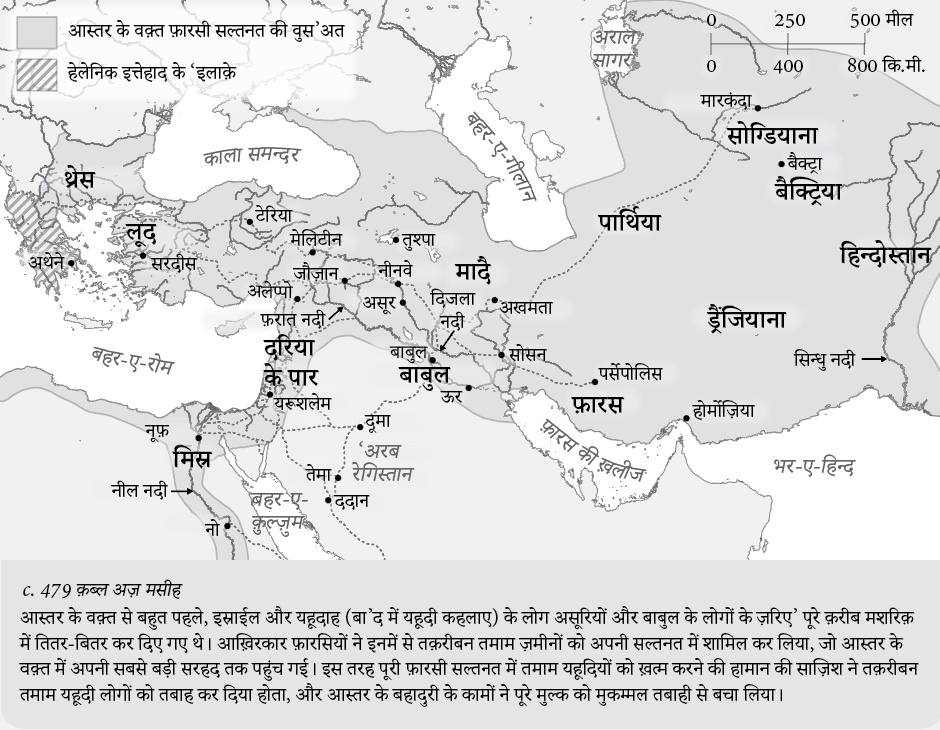 आस्तर के वक़्त फ़ारसी सल्तनत की वुस’अत
हेलेनिक इत्तेहाद के ‘इलाक़े
0 250 500 मील
0 400 800 कि.मी.
अराल
सागर
मारकंदा
सोग्डियाना
बैक्ट्रा
बैक्ट्रिया
बहर-ए-गीलान
काला समन्दर
थ्रेस
लूद
टेरिया
पार्थिया
हिन्दोस्तान
अथेने
सरदीस
मेलिटीन
तुश्पा
जौज़ान
नीनवे
मादै
अलेप्पो
असूर
दिजला
नदी
अख़मता
फ़रात नदी
ड्रैंजियाना
दरिया
के पार
बहर-ए-रोम
बाबुल
बाबुल
सोसन
सिन्धु नदी
पर्सेपोलिस
ऊर
यरूशलेम
फ़ारस
होर्मोज़िया
नूफ़
दूमा
मिस्र
‘अरब
रेगिस्तान
फ़ारस की ख़लीज
भर-ए-हिन्द
तेमा
नील नदी
बहर-ए-
क़ुल्ज़ुम
ददान
नो
c. 479 क़ब्ल अज़ मसीह
आस्तर के वक़्त से बहुत पहले, इस्राईल और यहूदाह (बा’द में यहूदी कहलाए) के लोग असूरियों और बाबुल के लोगों के ज़रिए’ पूरे क़रीब मशरिक़
में तितर-बितर कर दिए गए थे। आख़िरकार फ़ारसियों ने इनमें से तक़रीबन तमाम ज़मीनों को अपनी सल्तनत में शामिल कर लिया, जो आस्तर के
वक़्त में अपनी सबसे बड़ी सरहद तक पहुंच गई। इस तरह पूरी फ़ारसी सल्तनत में तमाम यहूदियों को ख़त्म करने की हामान की साज़िश ने तक़रीबन
तमाम यहूदी लोगों को तबाह कर दिया होता, और आस्तर के बहादुरी के कामों ने पूरे मुल्क को मुकम्मल तबाही से बचा लिया।